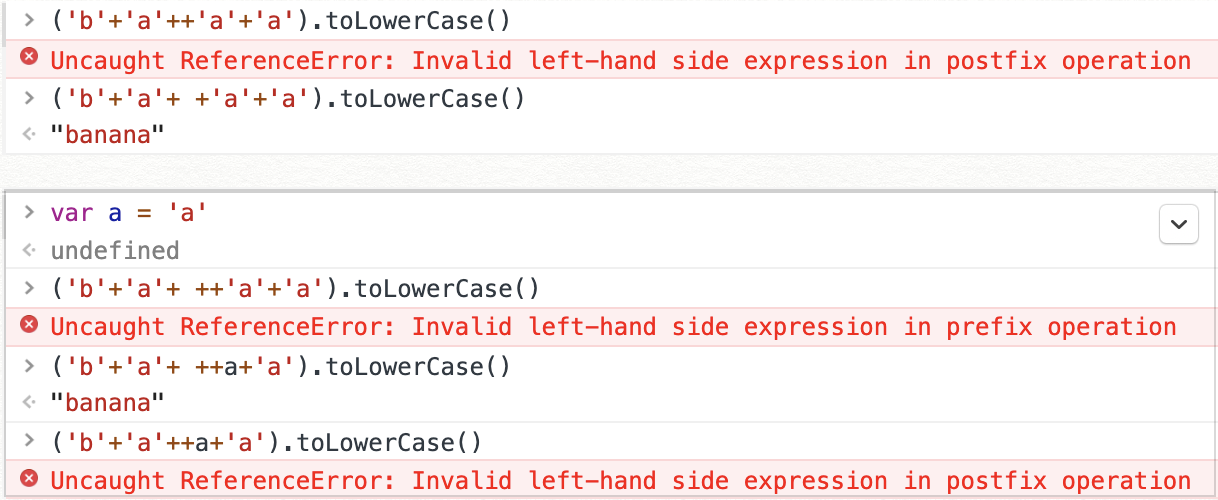 > ('b'+'a'++'a'+'a').toLowerCase()
Uncaught ReferenceError: Invalid left-hand side expression in postfix operation
> ('b'+'a'+ +'a'+'a').toLowerCase()
"banana"
> var a = 'a'
undefined
> ('b'+'a'+ ++'a'+'a').toLowerCase()
Uncaught ReferenceError: Invalid left-hand side expression in prefix operation
> ('b'+'a'+ ++a+'a').toLowerCase()
"banana"
> ('b'+'a'++a+'a').toLowerCase()
Uncaught ReferenceError: Invalid left-hand side expression in postfix operation